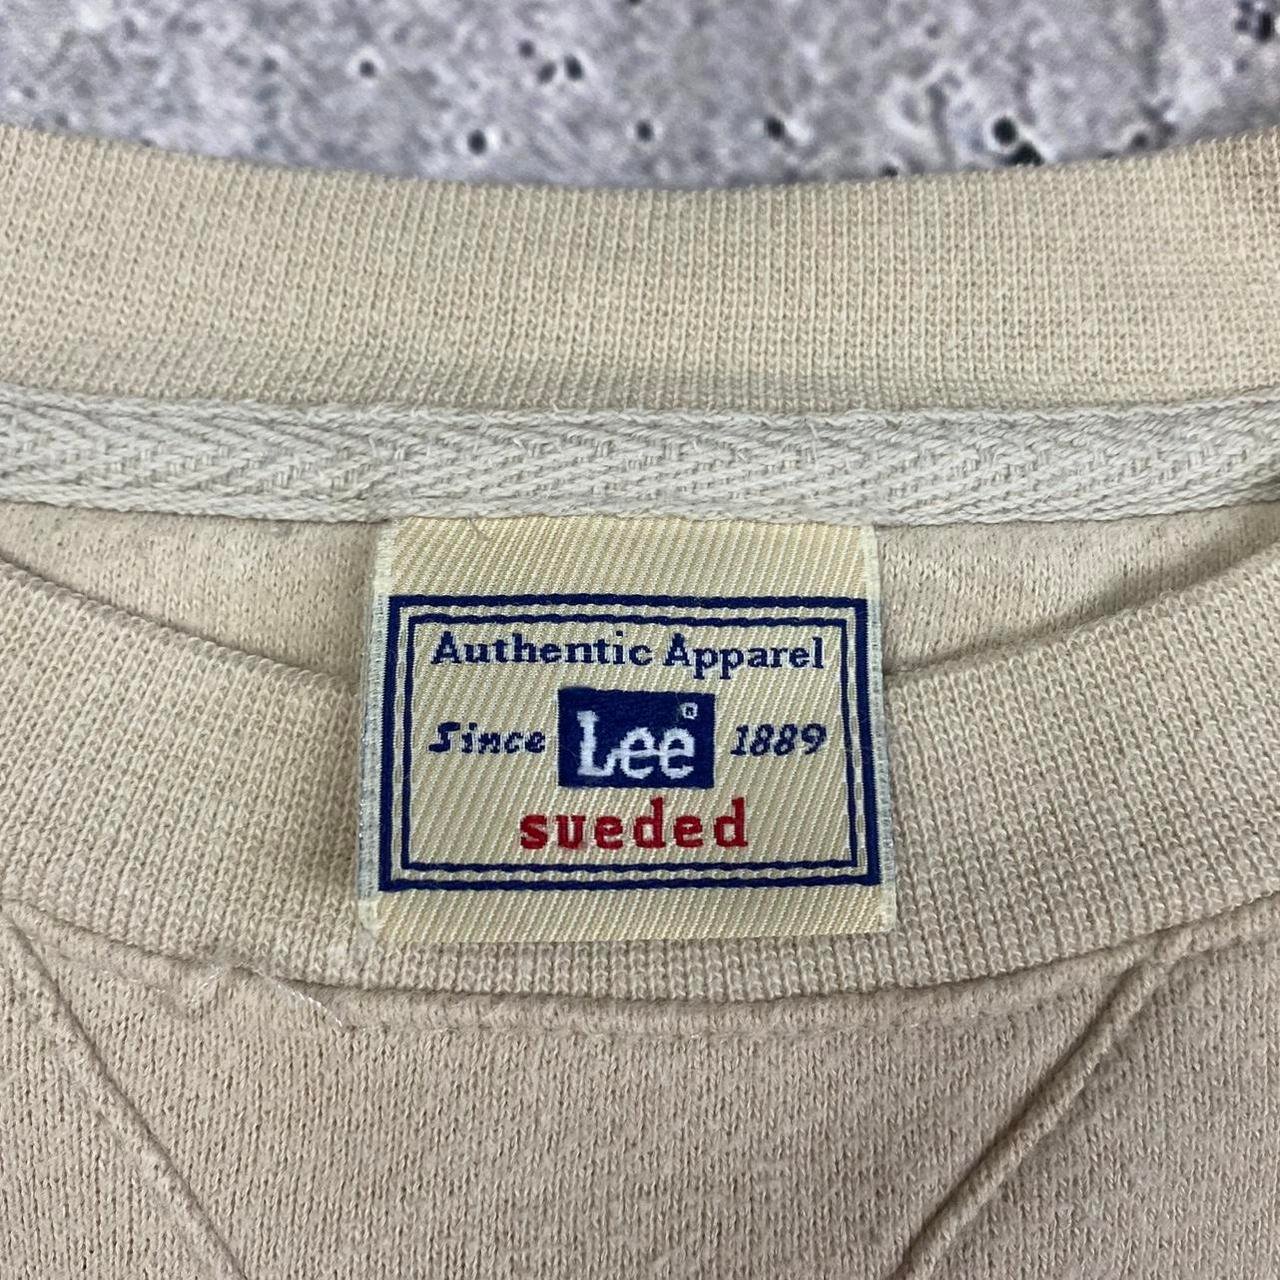 Authentic Apparel
Since Lee® 1889
sueded